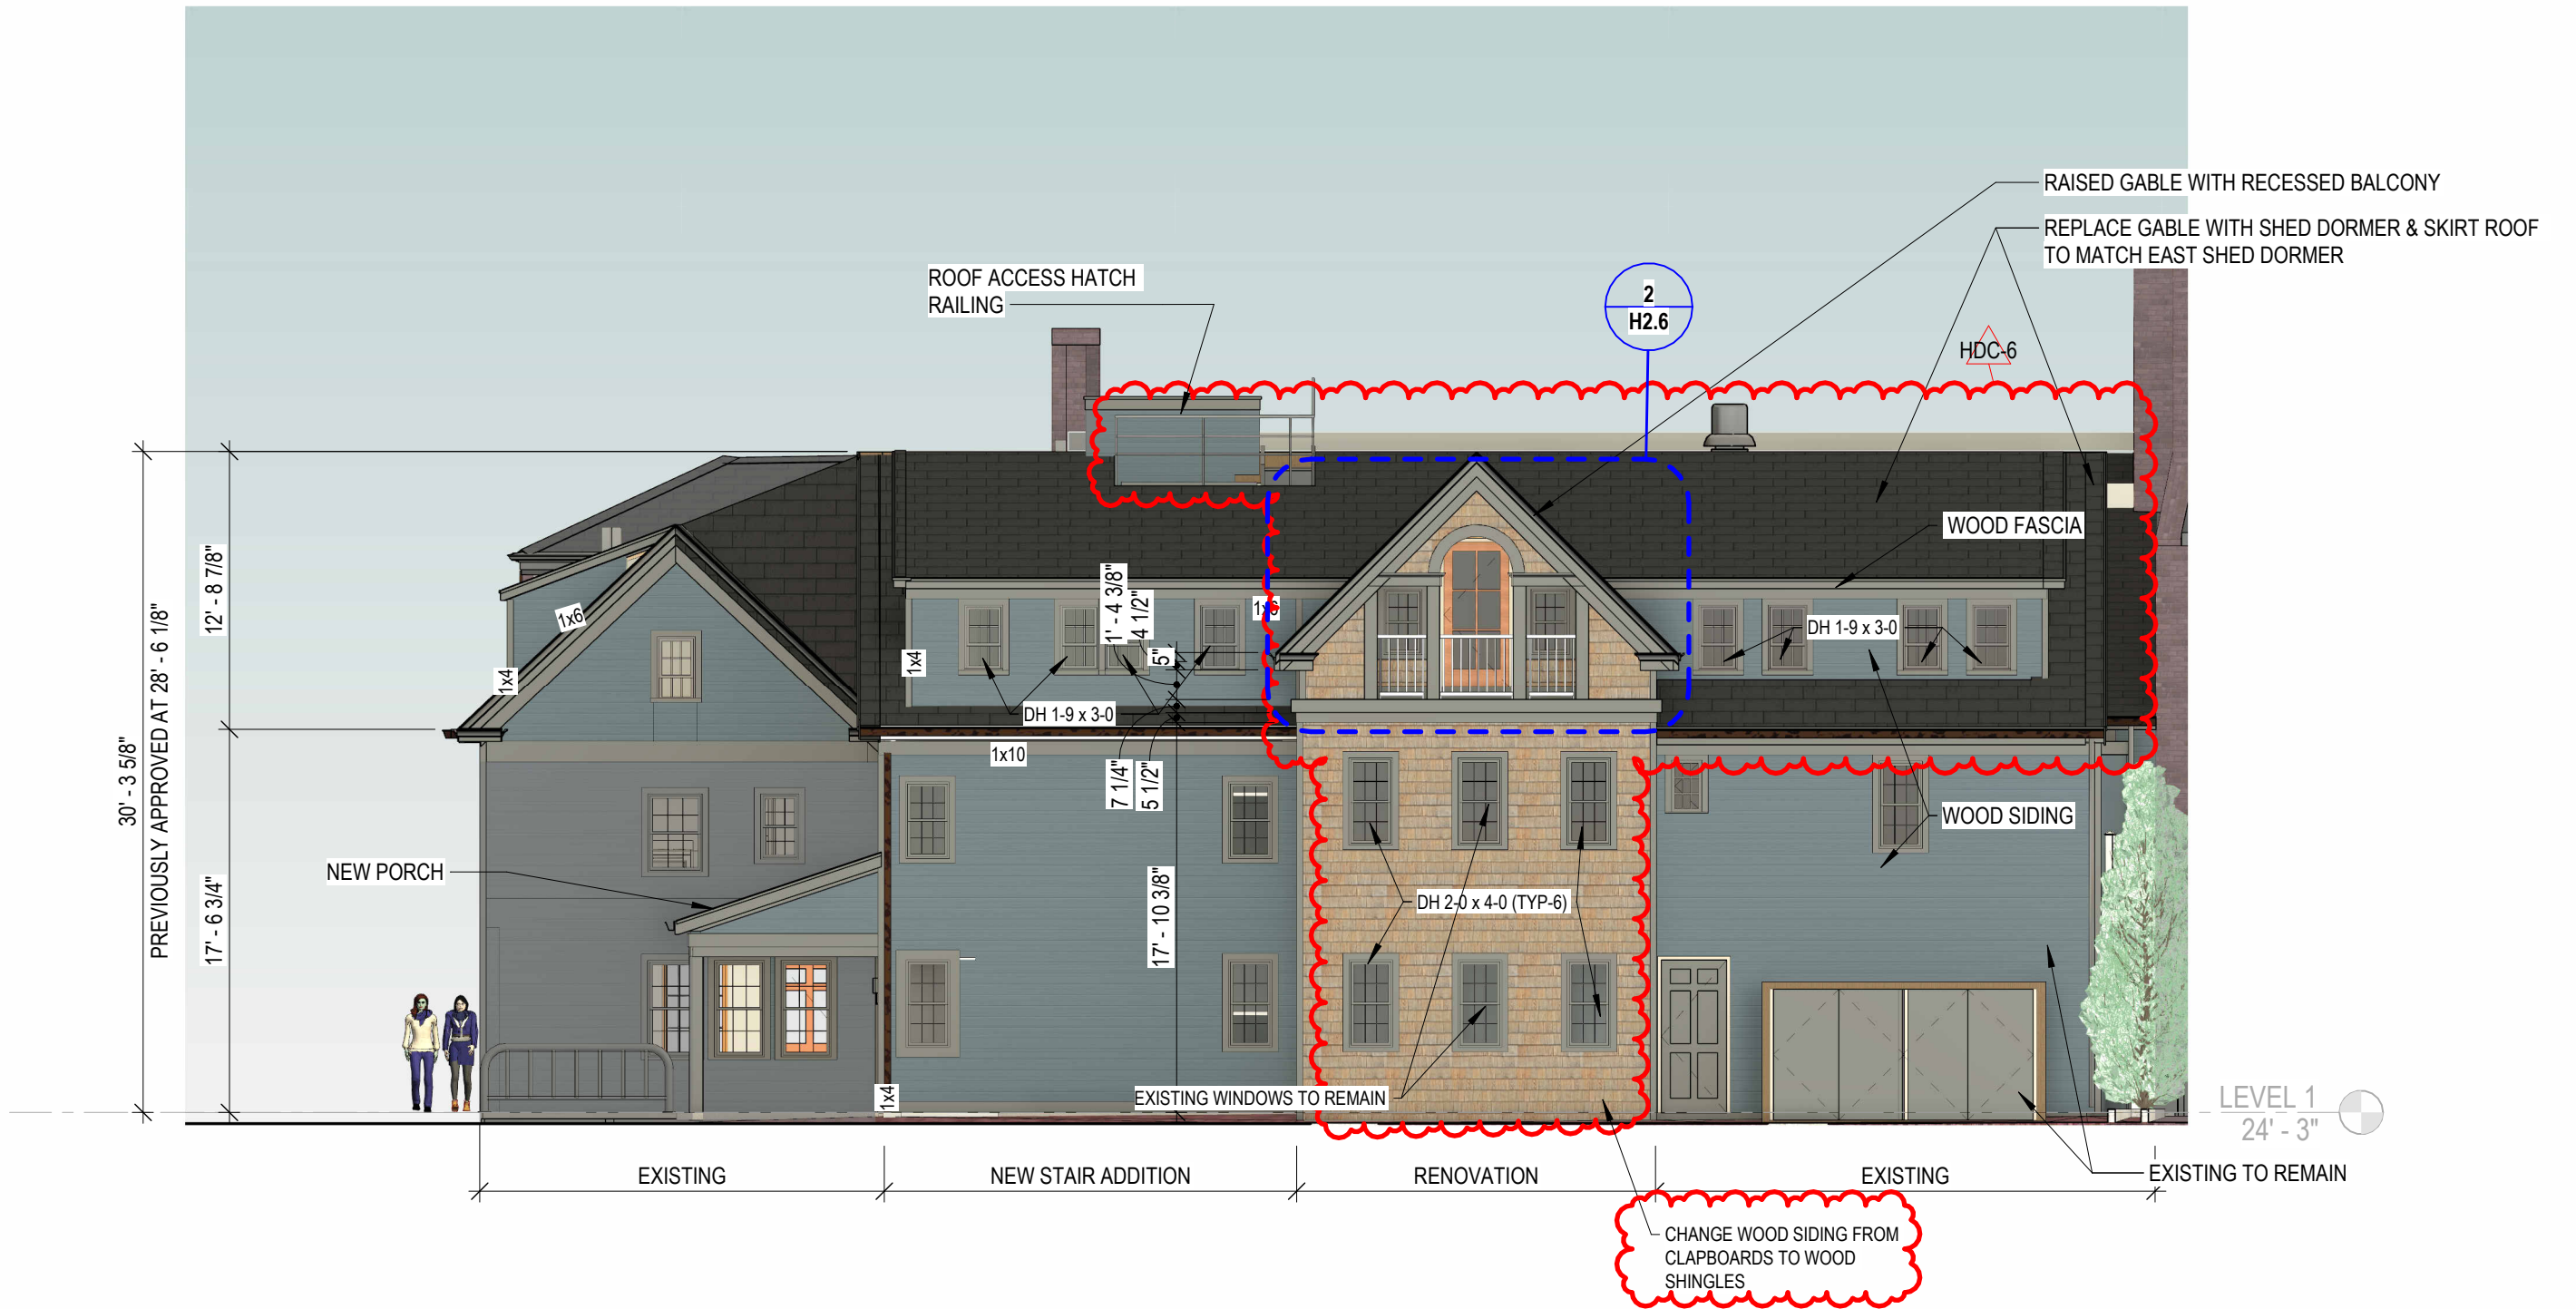 RAISED GABLE WITH RECESSED BALCONY
REPLACE GABLE WITH SHED DORMER & SKIRT ROOF
TO MATCH EAST SHED DORMER
ROOF ACCESS HATCH
RAILING
2
H2.6
HDC-6
WOOD FASCIA
30' - 3 5/8"
PREVIOUSLY APPROVED AT 28' - 6 1/8"
12' - 8 7/8"
17' - 6 3/4"
1x6
1x4
1x4
1' - 4 3/8"
4 1/2"
5"
1x6
DH 1-9 x 3-0
DH 1-9 x 3-0
1x10
7 1/4"
5 1/2"
17' - 10 3/8"
WOOD SIDING
NEW PORCH
DH 2-0 x 4-0 (TYP-6)
1x4
EXISTING WINDOWS TO REMAIN
LEVEL 1
24' - 3"
EXISTING
NEW STAIR ADDITION
RENOVATION
EXISTING
EXISTING TO REMAIN
CHANGE WOOD SIDING FROM
CLAPBOARDS TO WOOD
SHINGLES